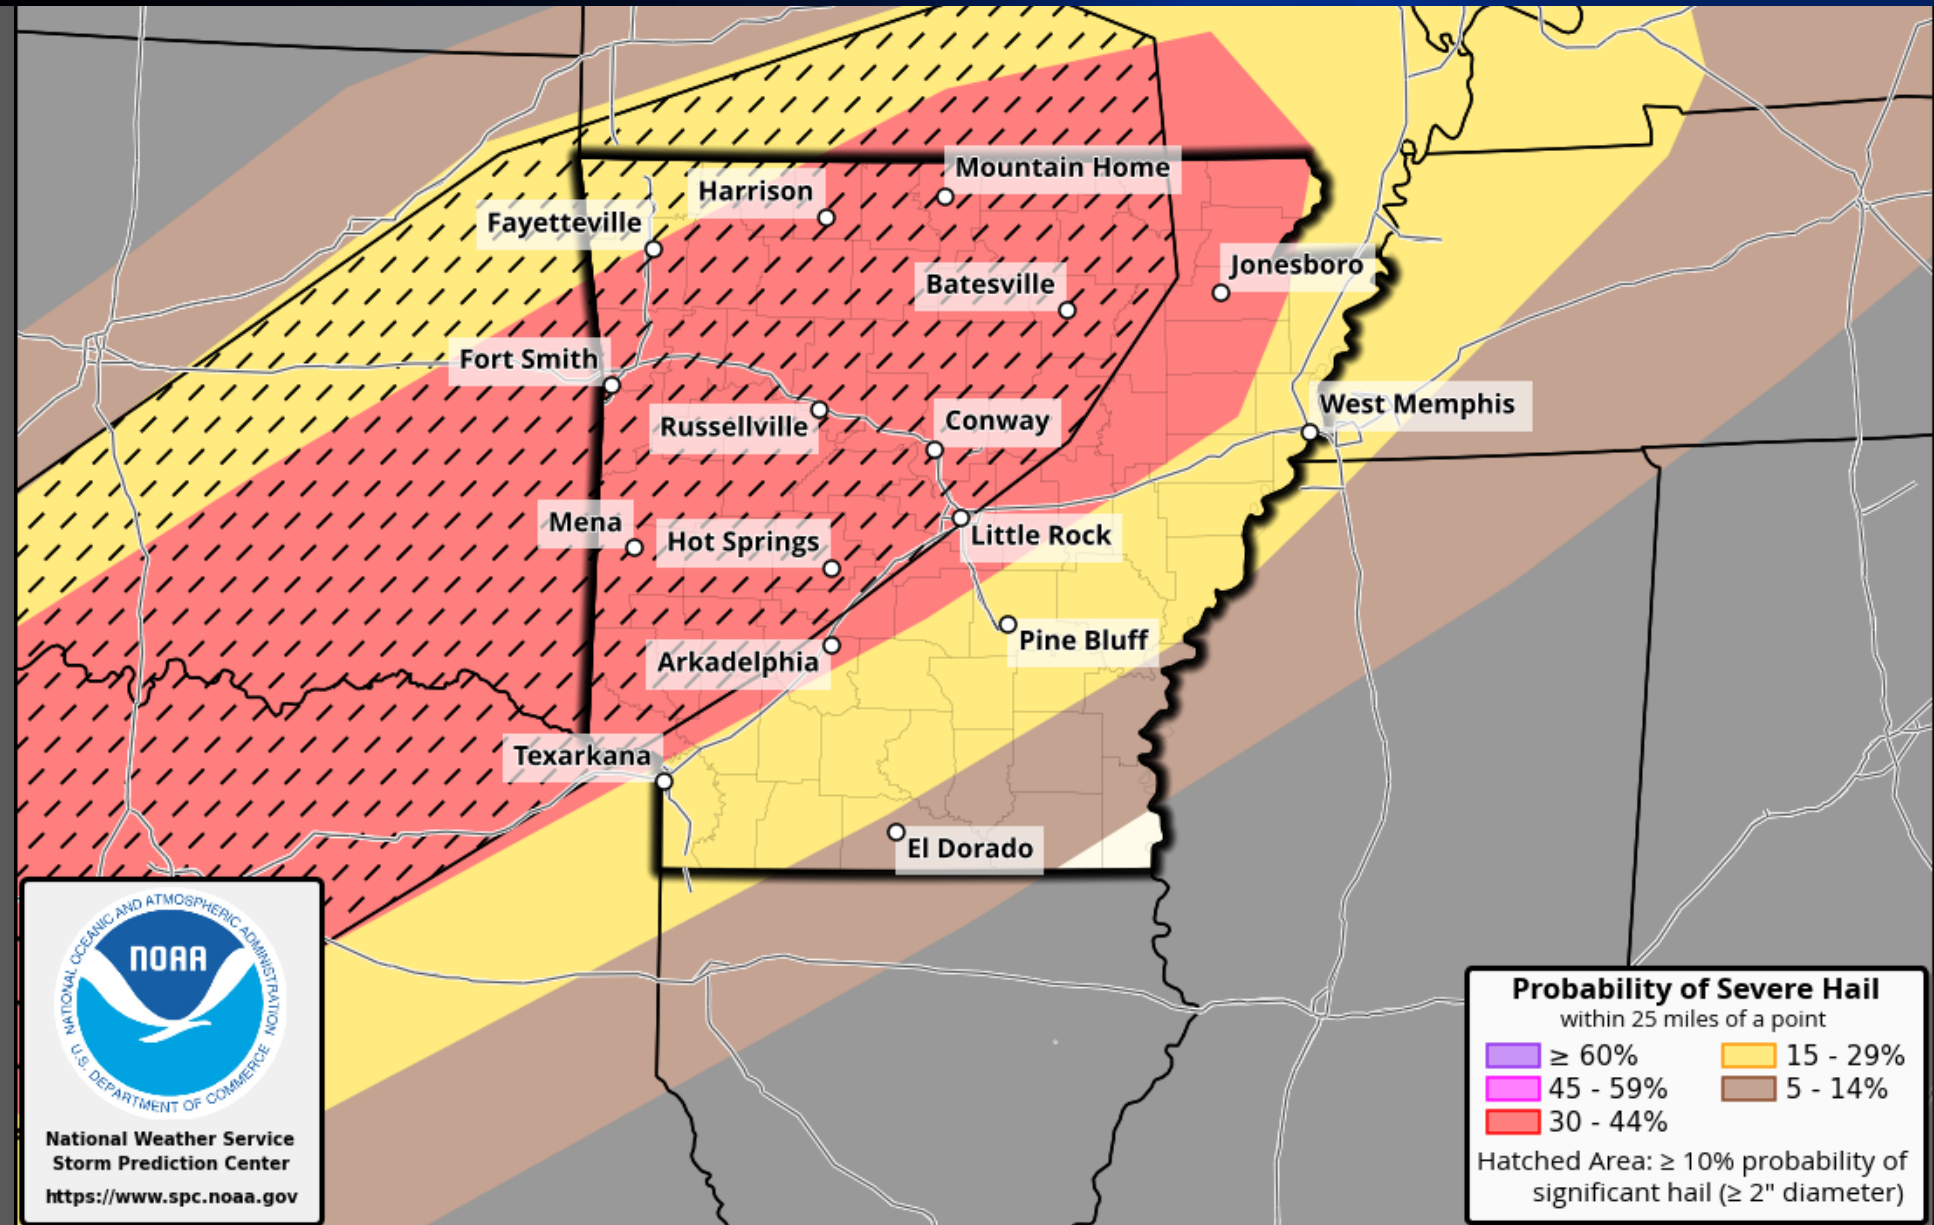 Mountain Home
Harrison
Fayetteville
Jonesboro
Batesville
Fort Smith
West Memphis
Conway
Russellville
Mena
Hot Springs
Little Rock
Pine Bluff
Arkadelphia
Texarkana
El Dorado
NATIONAL OCEANIC AND ATMOSPHERIC ADMINISTRATION
NOAA
U.S. DEPARTMENT OF COMMERCE
National Weather Service
Storm Prediction Center
https://www.spc.noaa.gov
Probability of Severe Hail
within 25 miles of a point
≥ 60% 15 - 29%
45 - 59% 5 - 14%
30 - 44%
Hatched Area: ≥ 10% probability of
significant hail (≥ 2" diameter)